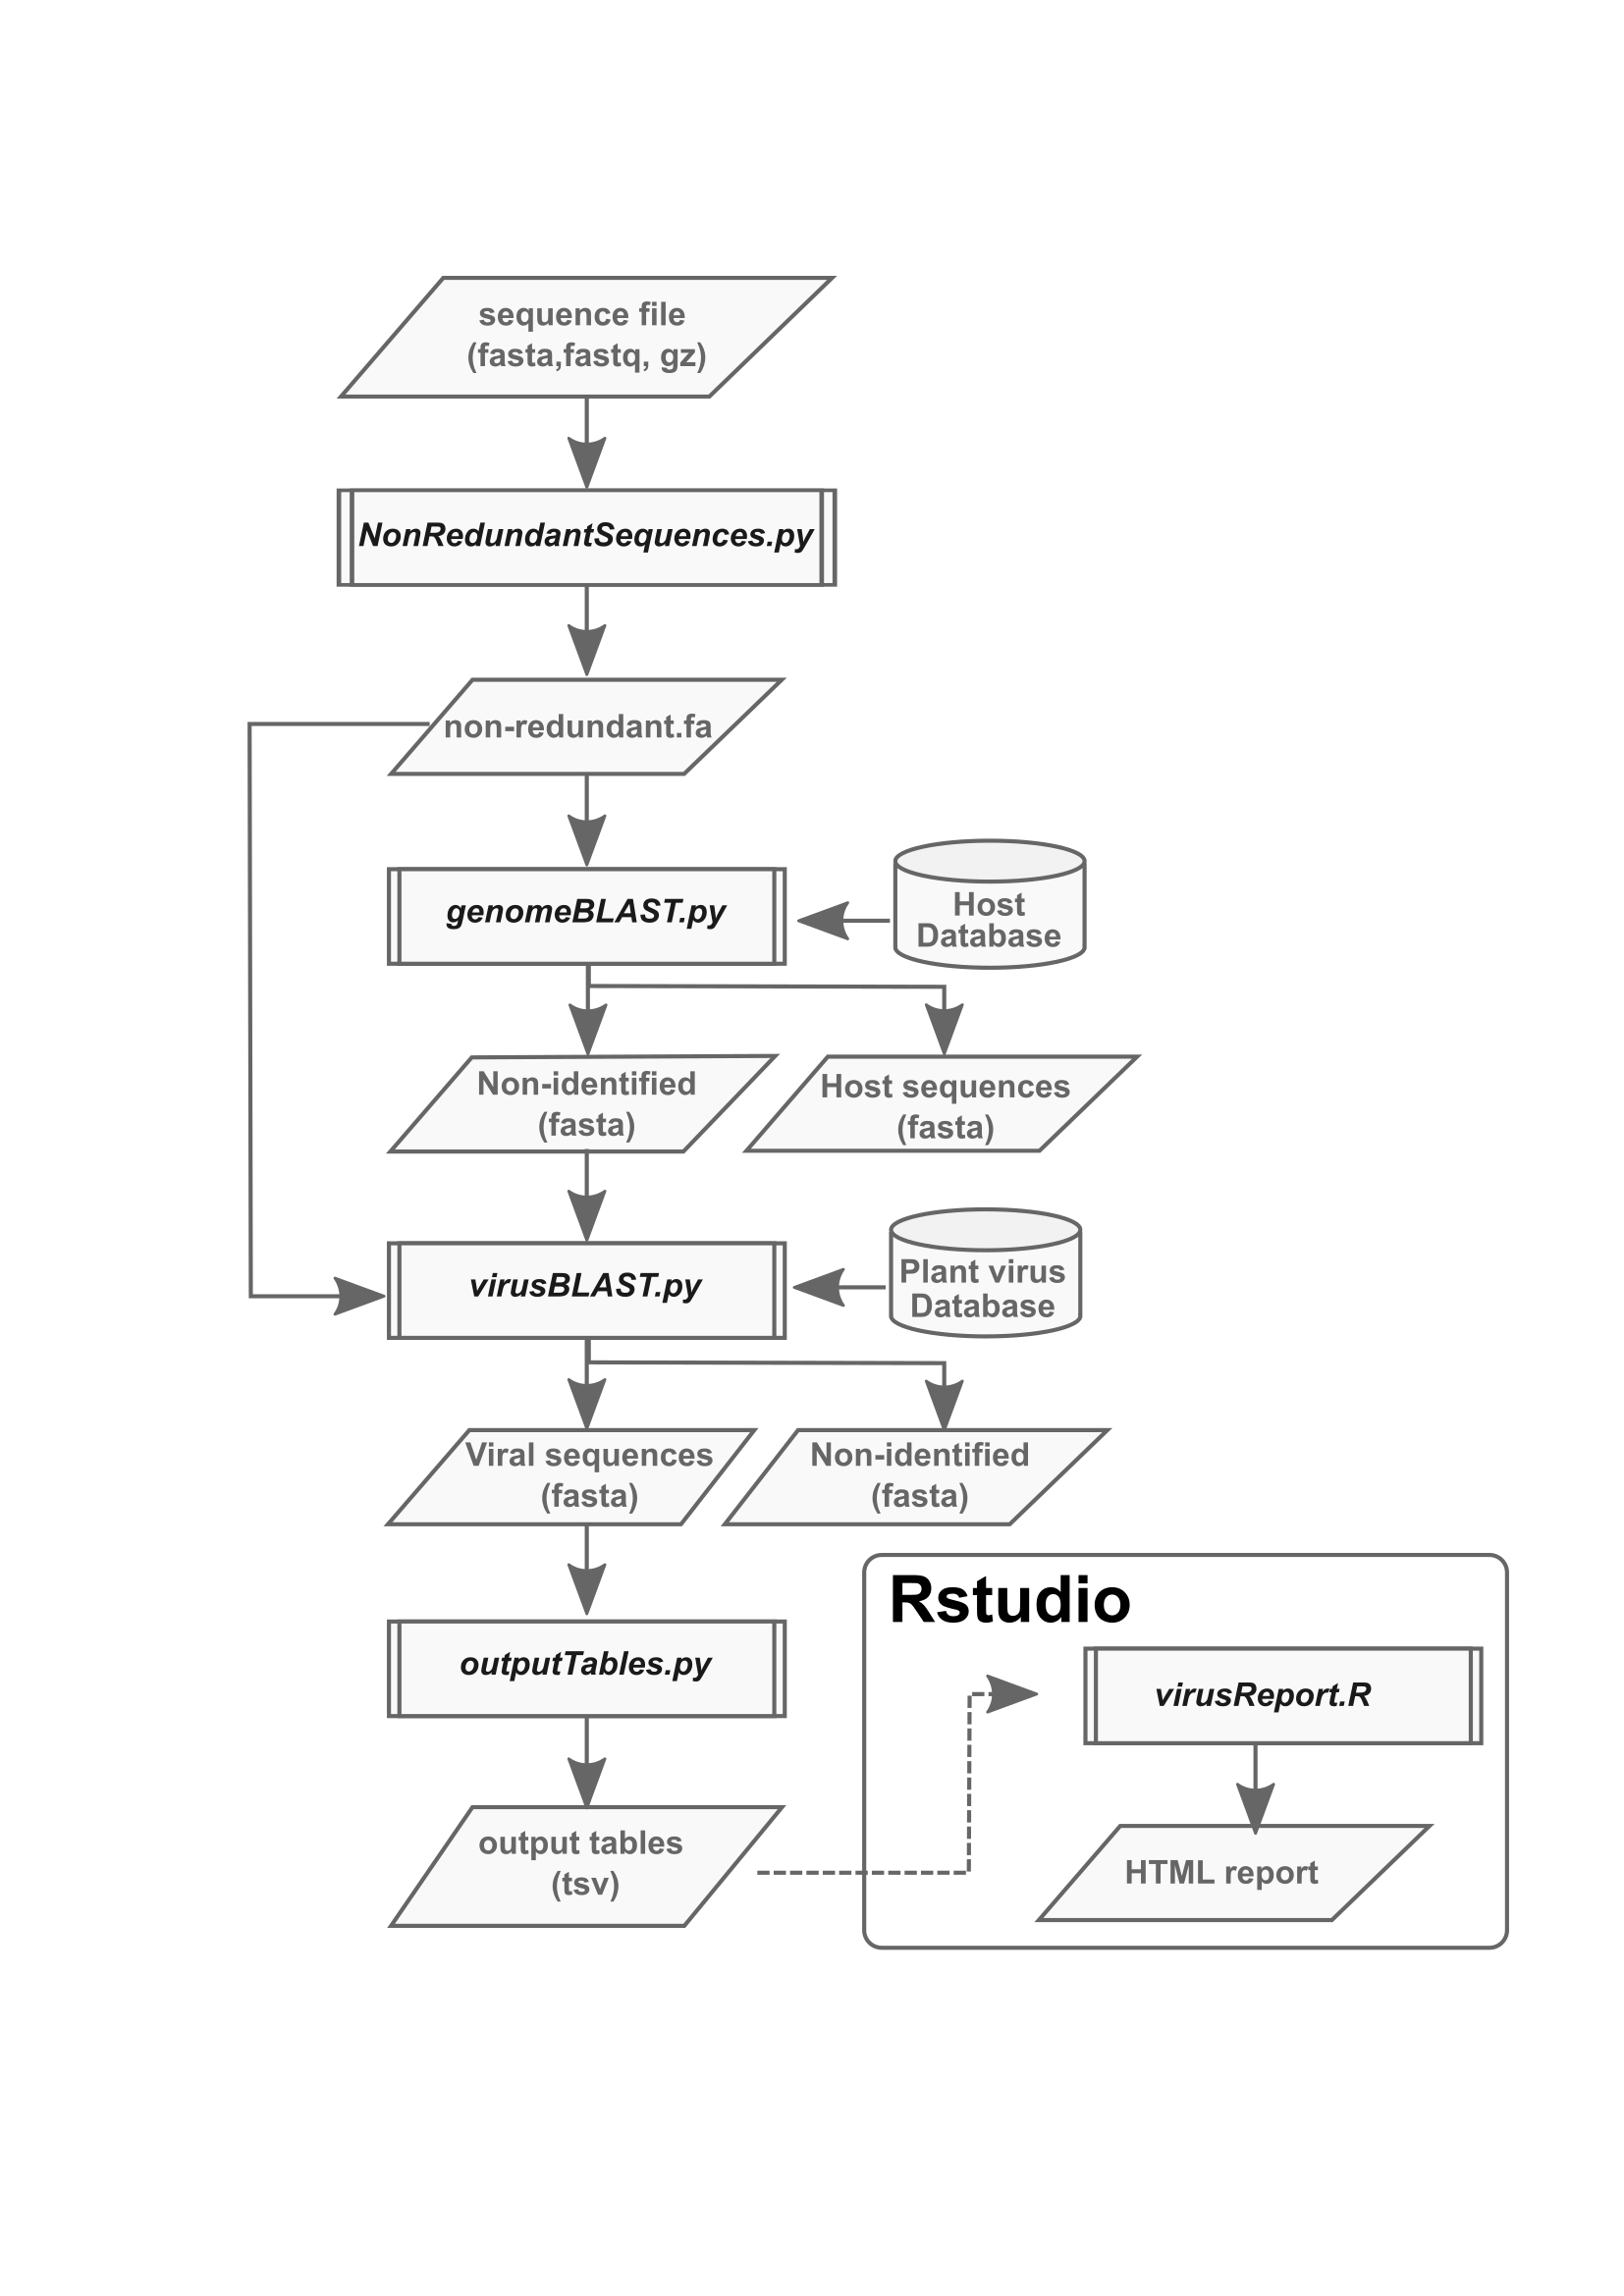 sequence file
(fasta,fastq, gz)
NonRedundantSequences.py
non-redundant.fa
genomeBLAST.py
Host
Database
Non-identified
(fasta)
Host sequences
(fasta)
virusBLAST.py
Plant virus
Database
Viral sequences
(fasta)
Non-identified
(fasta)
outputTables.py
output tables
(tsv)
Rstudio
virusReport.R
HTML report